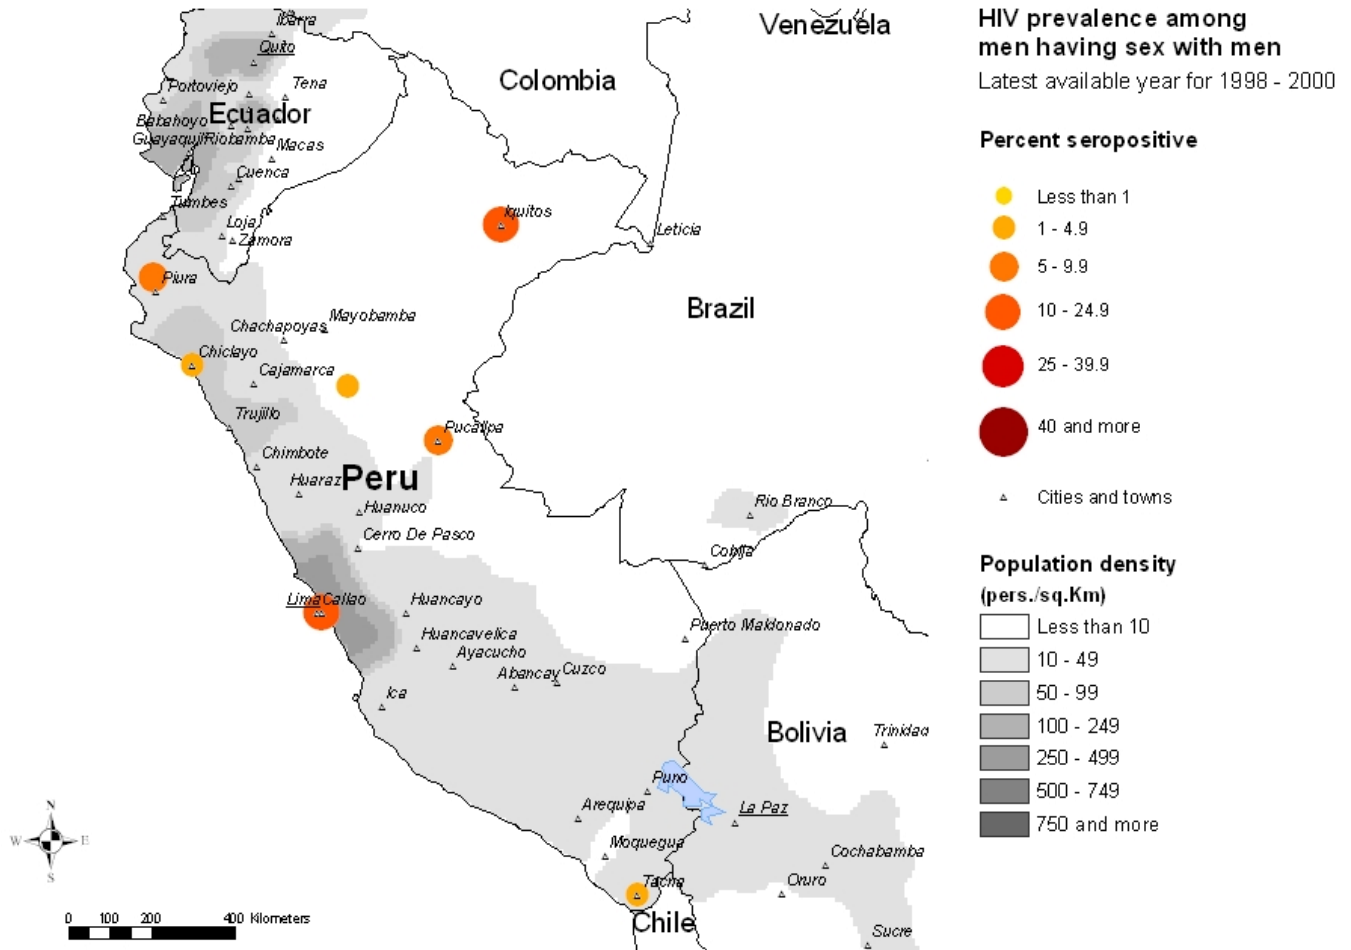 HIV prevalence among
men having sex with men
Latest available year for 1998 - 2000
Percent seropositive
Less than 1
1 - 4.9
5 - 9.9
10 - 24.9
25 - 39.9
40 and more
Cities and towns
Population density
(pers./sq.Km)
Less than 10
10 - 49
50 - 99
100 - 249
250 - 499
500 - 749
750 and more
Venezuela
Colombia
Ecuador
Brazil
Peru
Bolivia
Chile
Ibarra
Quito
Portoviejo
Tena
Babahoyo
Guayaquil
Riobamba
Macas
Cuenca
Tumbes
Loja
Zamora
Iquitos
Leticia
Piura
Mayobamba
Chachapoyas
Chiclayo
Cajamarca
Trujillo
Pucallpa
Chimbote
Huaraz
Huanuco
Cerro De Pasco
Rio Branco
Cobija
Lima
Callao
Huancayo
Huancavelica
Ayacucho
Abancay
Cuzco
Puerto Maldonado
Ica
Trinidad
Puno
Arequipa
La Paz
Moquegua
Cochabamba
Tacna
Oruro
Sucre
N
W
E
S
0 100 200 400 Kilometers